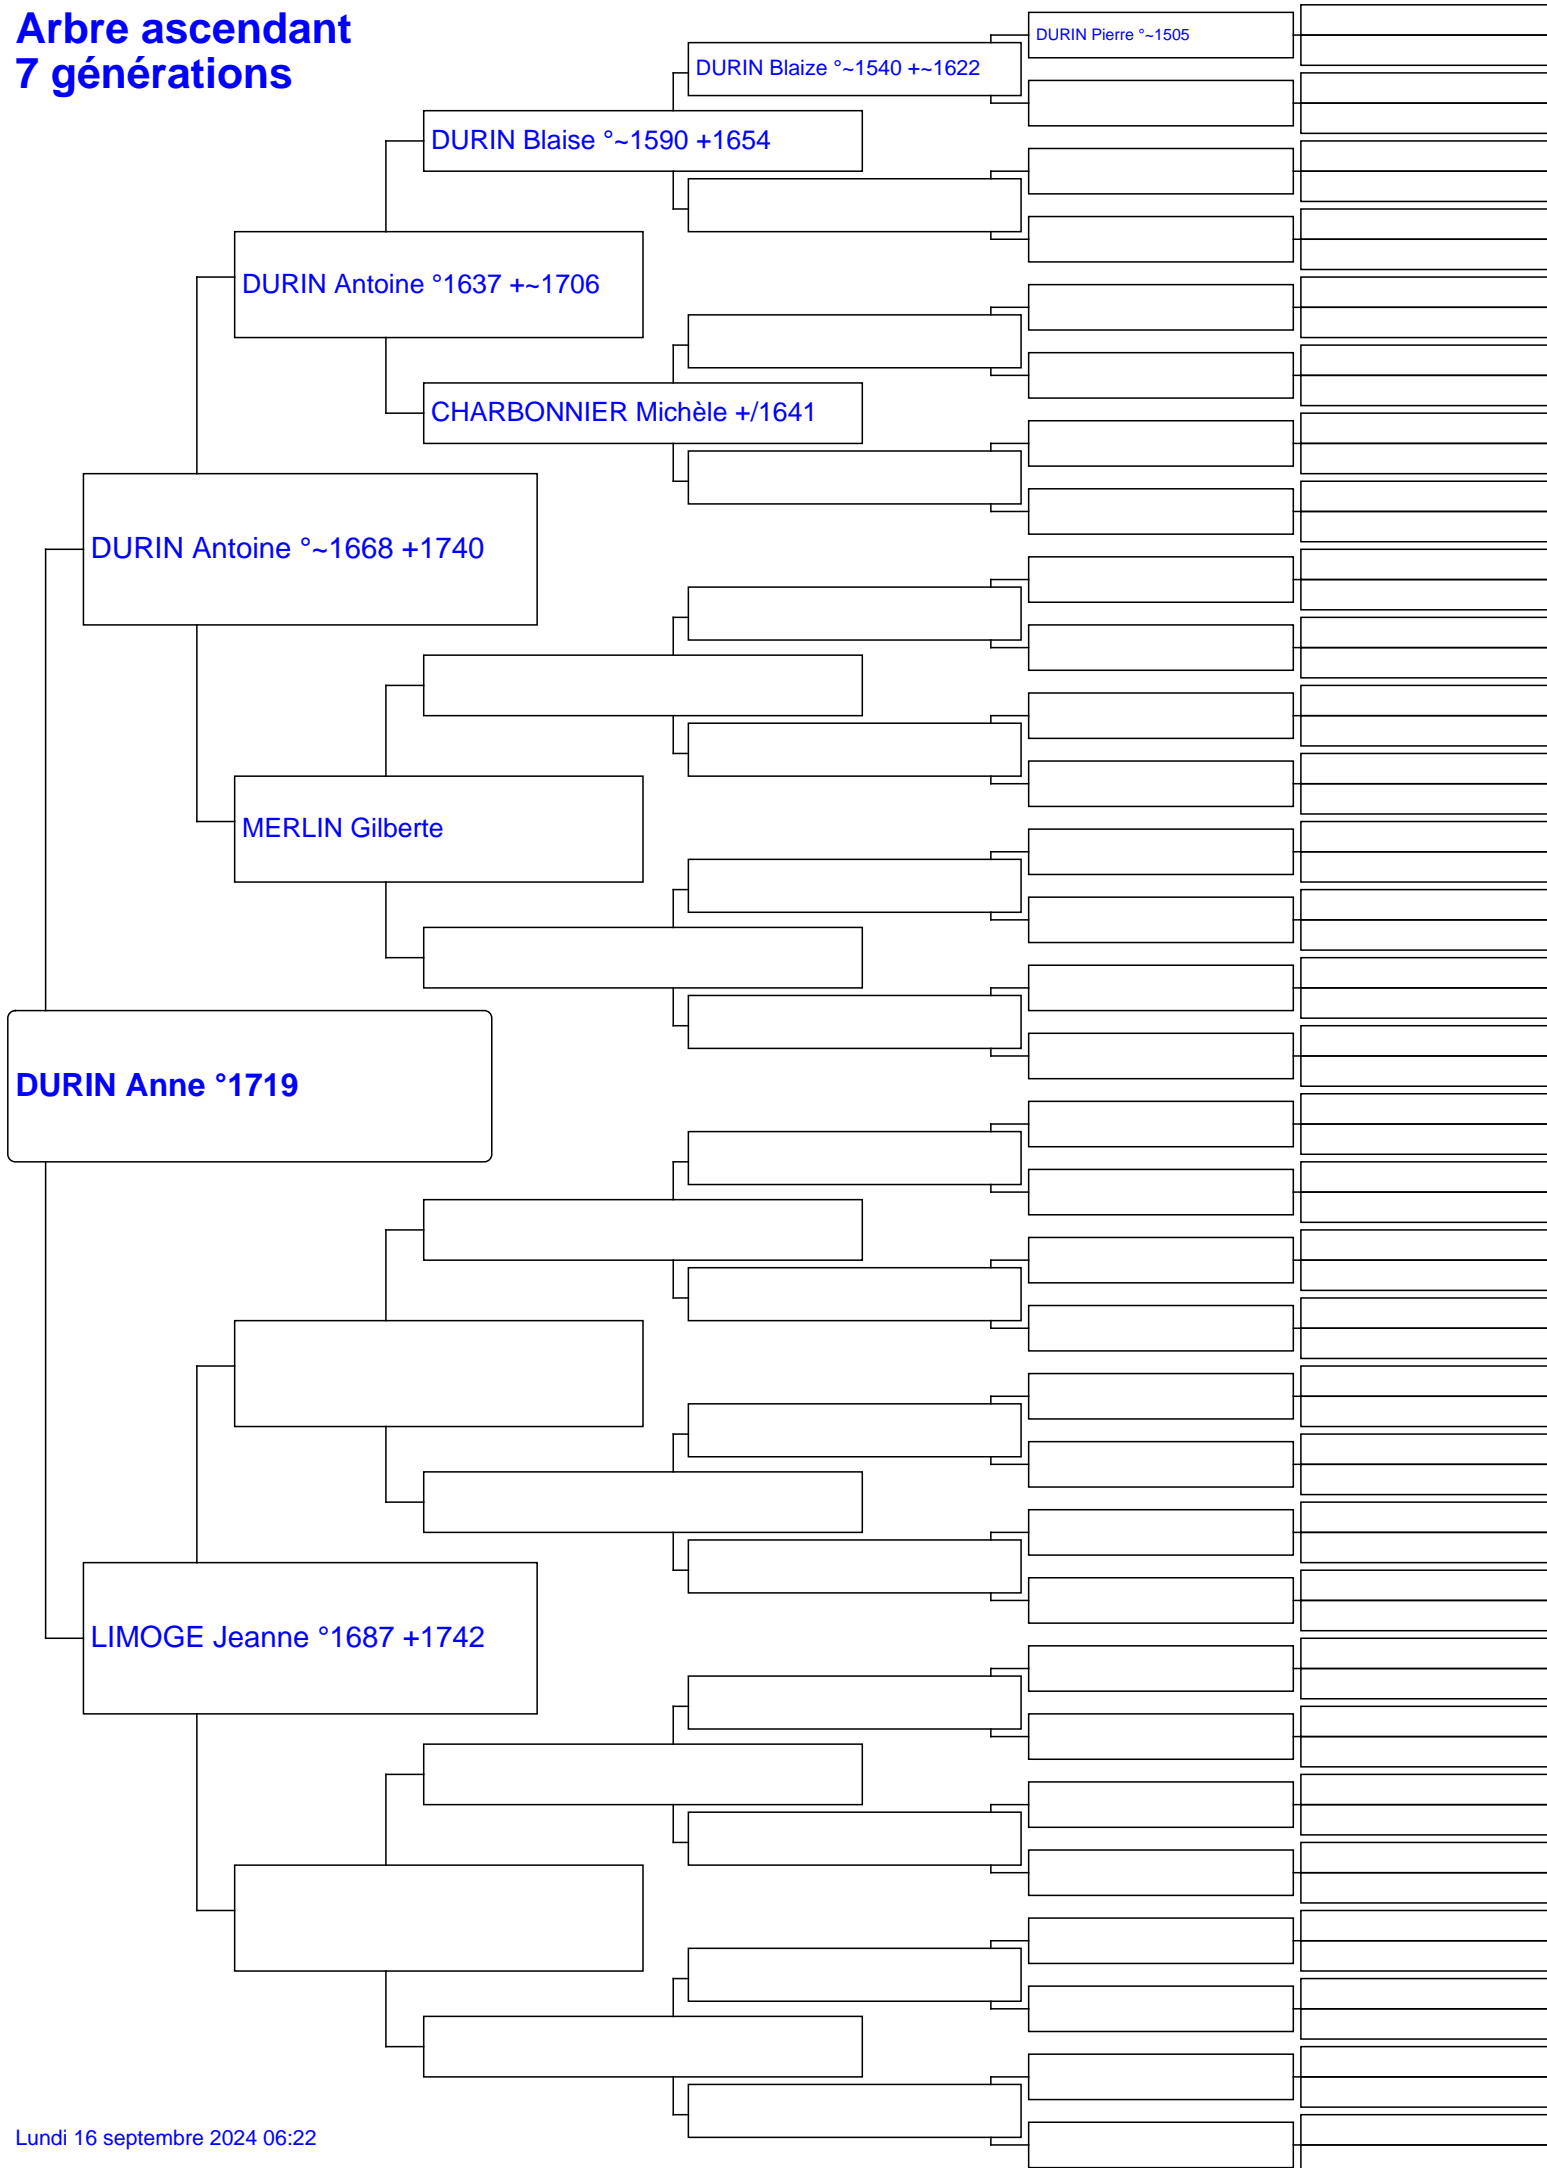 Arbre ascendant
7 générations
DURIN Pierre °~1505
DURIN Blaize °~1540 +~1622
DURIN Blaise °~1590 +1654
DURIN Antoine °1637 +~1706
CHARBONNIER Michèle +/1641
DURIN Antoine °~1668 +1740
MERLIN Gilberte
DURIN Anne °1719
LIMOGE Jeanne °1687 +1742
Lundi 16 septembre 2024 06:22